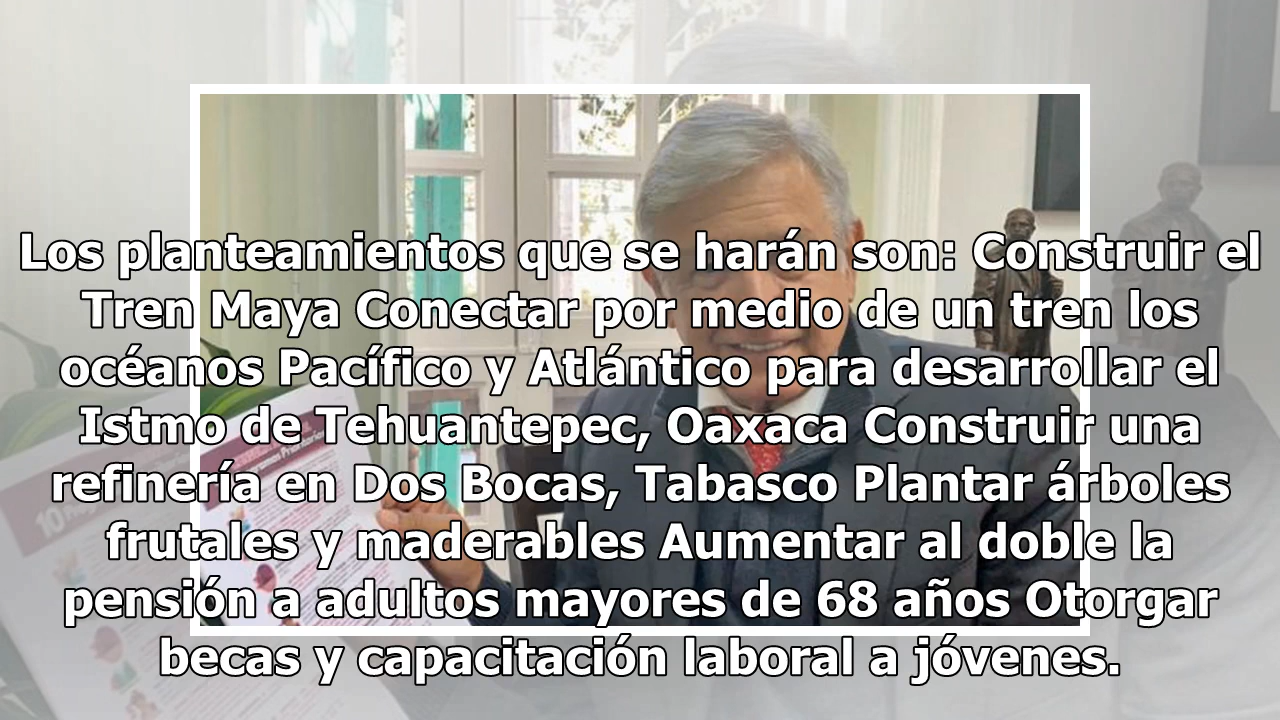 Los planteamientos que se harán son: Construir el
Tren Maya Conectar por medio de un tren los
océanos Pacífico y Atlántico para desarrollar el
Istmo de Tehuantepec, Oaxaca Construir una
refinería en Dos Bocas, Tabasco Plantar árboles
frutales y maderables Aumentar al doble la
pensión a adultos mayores de 68 años Otorgar
becas y capacitación laboral a jóvenes.
10